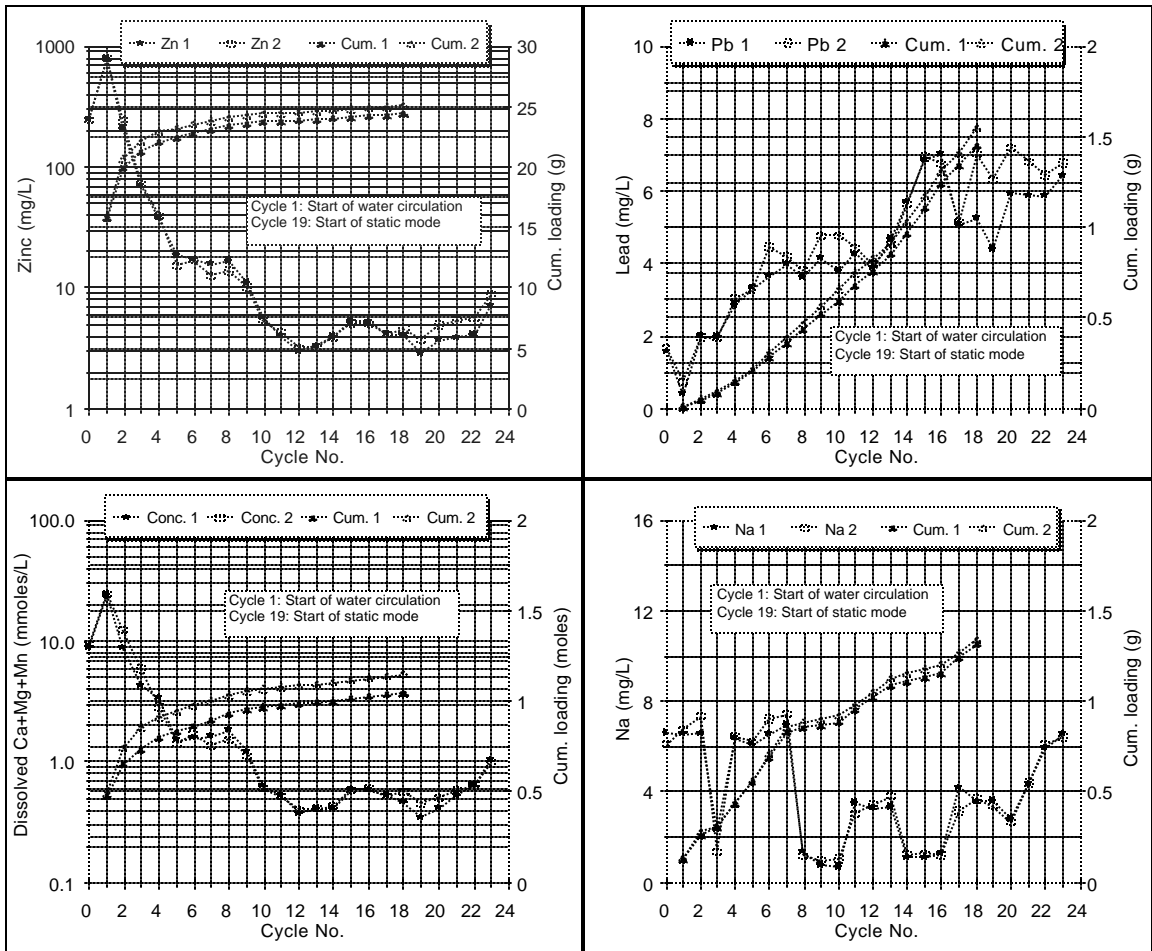 Zn 1 Zn 2 Cum. 1 Cum. 2
1000
100
10
1
Zinc (mg/L)
30
25
20
15
10
5
0
Cum. loading (g)
Cycle 1: Start of water circulation
Cycle 19: Start of static mode
0 2 4 6 8 10 12 14 16 18 20 22 24
Cycle No.
Pb 1 Pb 2 Cum. 1 Cum. 2
10
8
6
4
2
0
Lead (mg/L)
2
1.5
1
0.5
0
Cum. loading (g)
Cycle 1: Start of water circulation
Cycle 19: Start of static mode
0 2 4 6 8 10 12 14 16 18 20 22 24
Cycle No.
Conc. 1 Conc. 2 Cum. 1 Cum. 2
100.0
10.0
1.0
0.1
Dissolved Ca+Mg+Mn (mmoles/L)
2
1.5
1
0.5
0
Cum. loading (moles)
Cycle 1: Start of water circulation
Cycle 19: Start of static mode
0 2 4 6 8 10 12 14 16 18 20 22 24
Cycle No.
Na 1 Na 2 Cum. 1 Cum. 2
16
12
8
4
0
Na (mg/L)
2
1.5
1
0.5
0
Cum. loading (g)
Cycle 1: Start of water circulation
Cycle 19: Start of static mode
0 2 4 6 8 10 12 14 16 18 20 22 24
Cycle No.